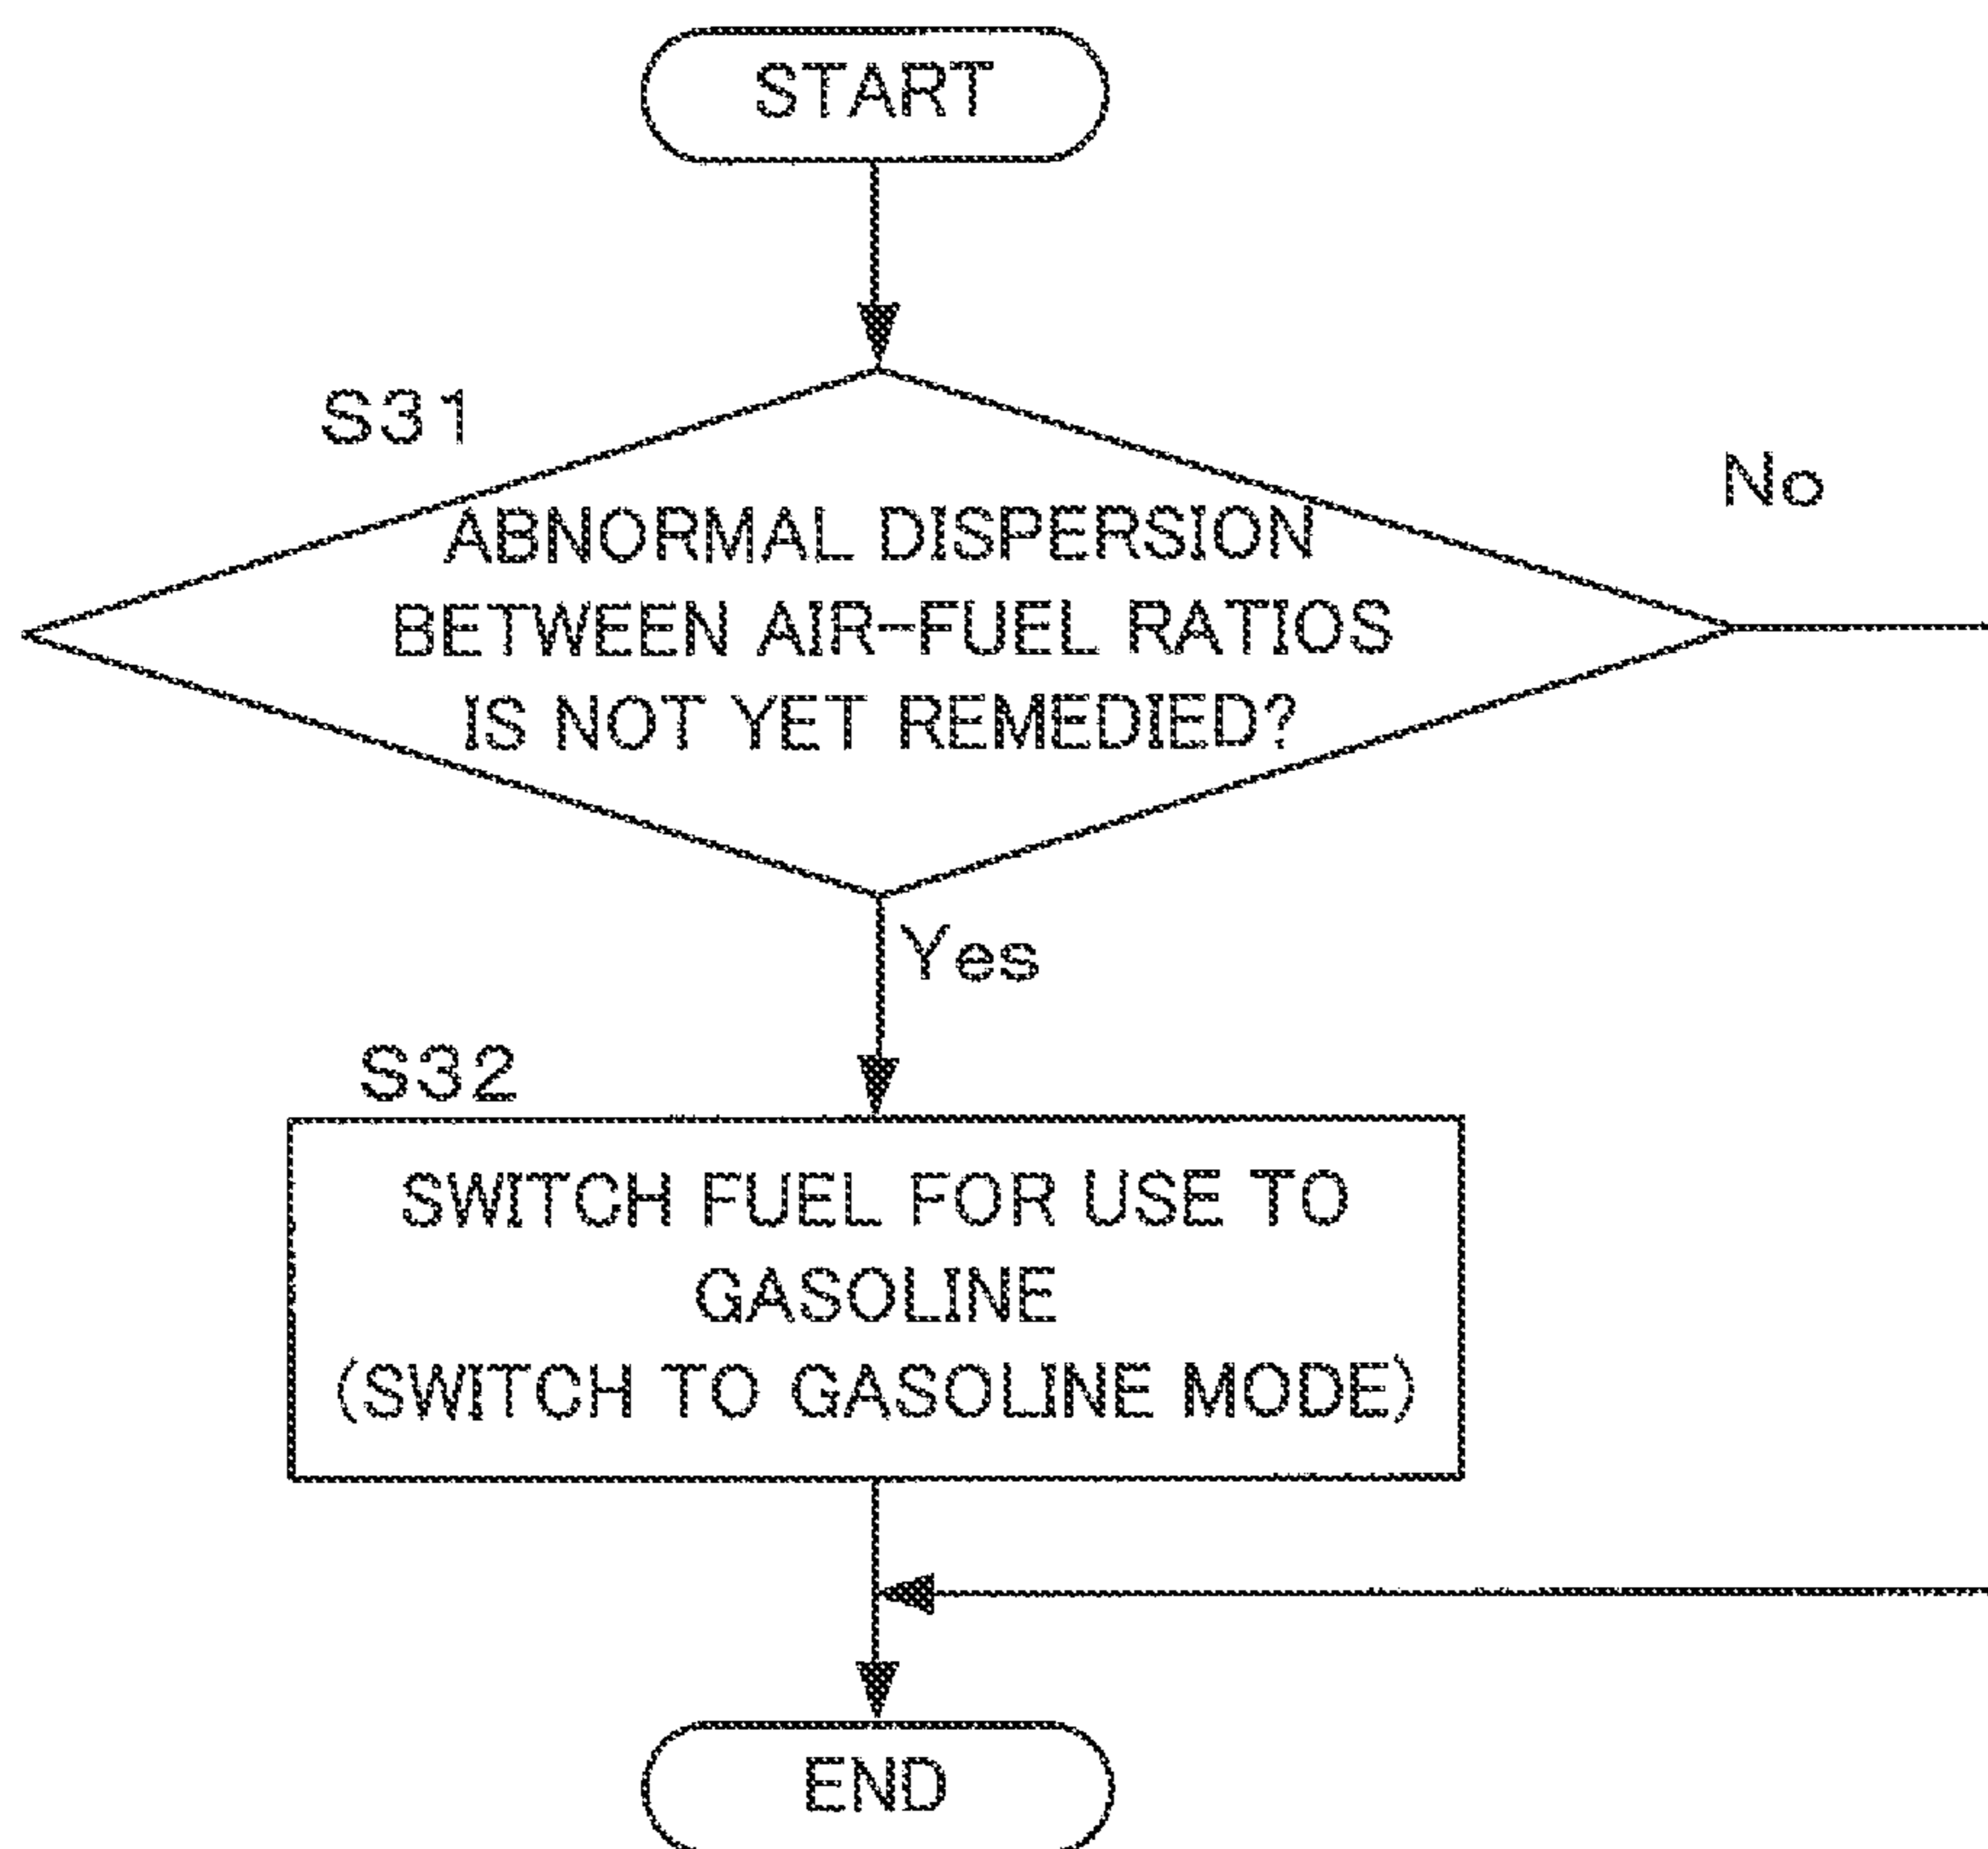 START
S31
No
ABNORMAL DISPERSION
BETWEEN AIR-FUEL RATIOS
IS NOT YET REMEDIED?
Yes
S32
SWITCH FUEL FOR USE TO
GASOLINE
(SWITCH TO GASOLINE MODE)
END